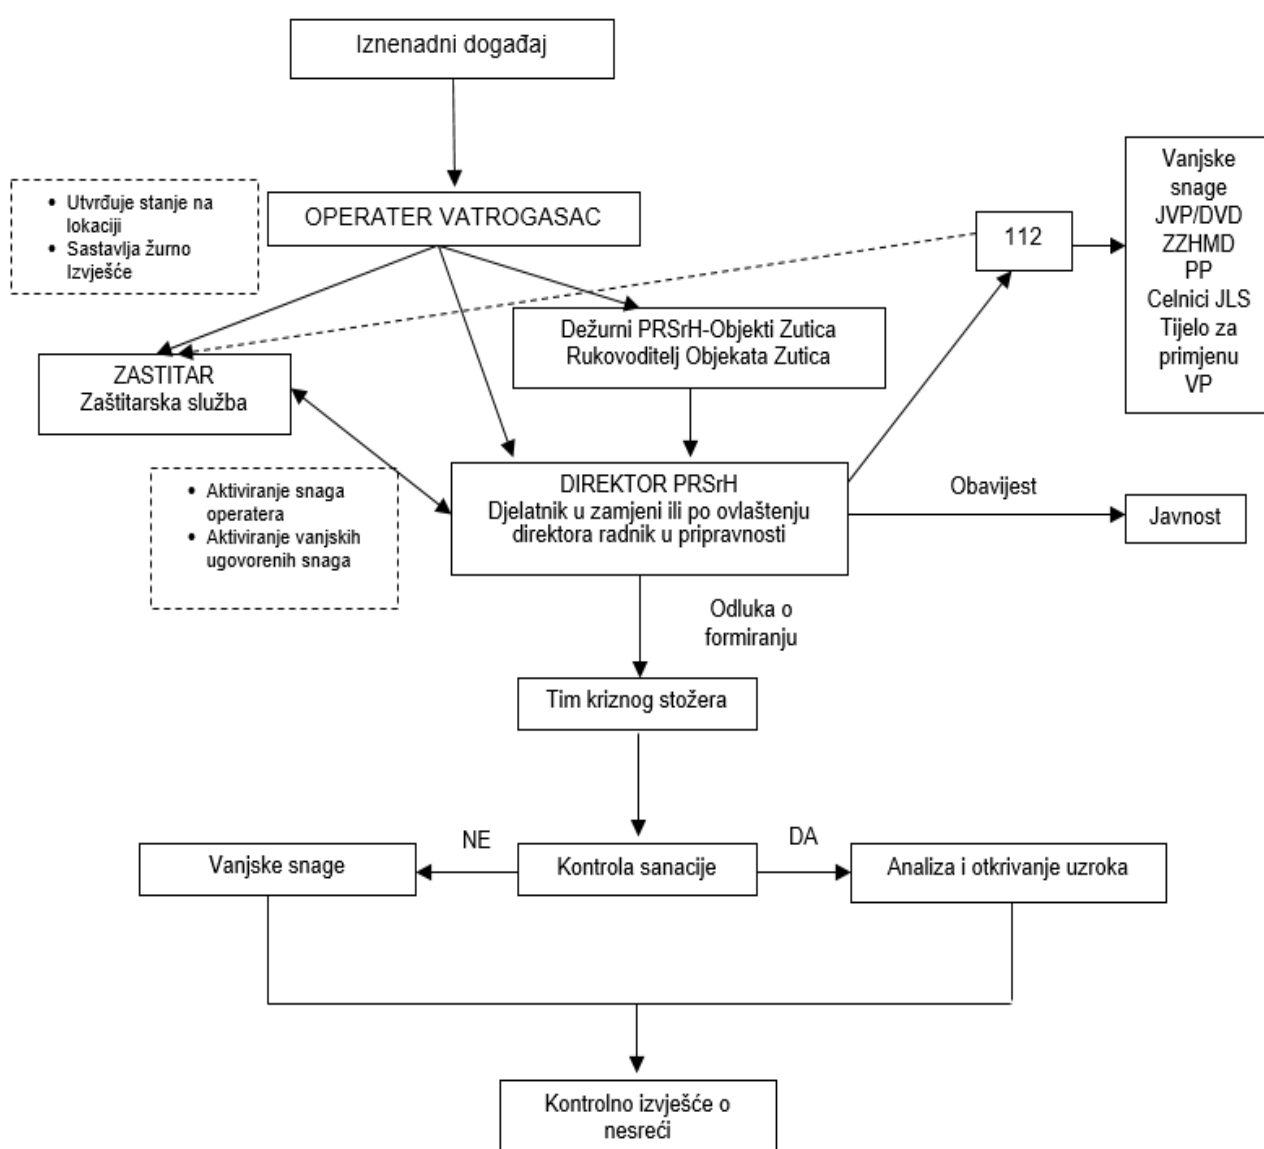 Iznenadni događaj
• Utvrđuje stanje na
lokaciji
• Sastavlja žurno
Izvješće
OPERATER VATROGASAC
112
Vanjske
snage
JVP/DVD
ZZHMD
PP
Celnici JLS
Tijelo za
primjenu
VP
Dežurni PRSrH-Objekti Zutica
Rukovoditelj Objekata Zutica
ZASTITAR
Zaštitarska služba
• Aktiviranje snaga
operatera
• Aktiviranje vanjskih
ugovorenih snaga
DIREKTOR PRSrH
Djelatnik u zamjeni ili po ovlaštenju
direktora radnik u pripravnosti
Obavijest
Javnost
Odluka o
formiranju
Tim kriznog stožera
NE
DA
Vanjske snage
Kontrola sanacije
Analiza i otkrivanje uzroka
Kontrolno izvješće o
nesreći